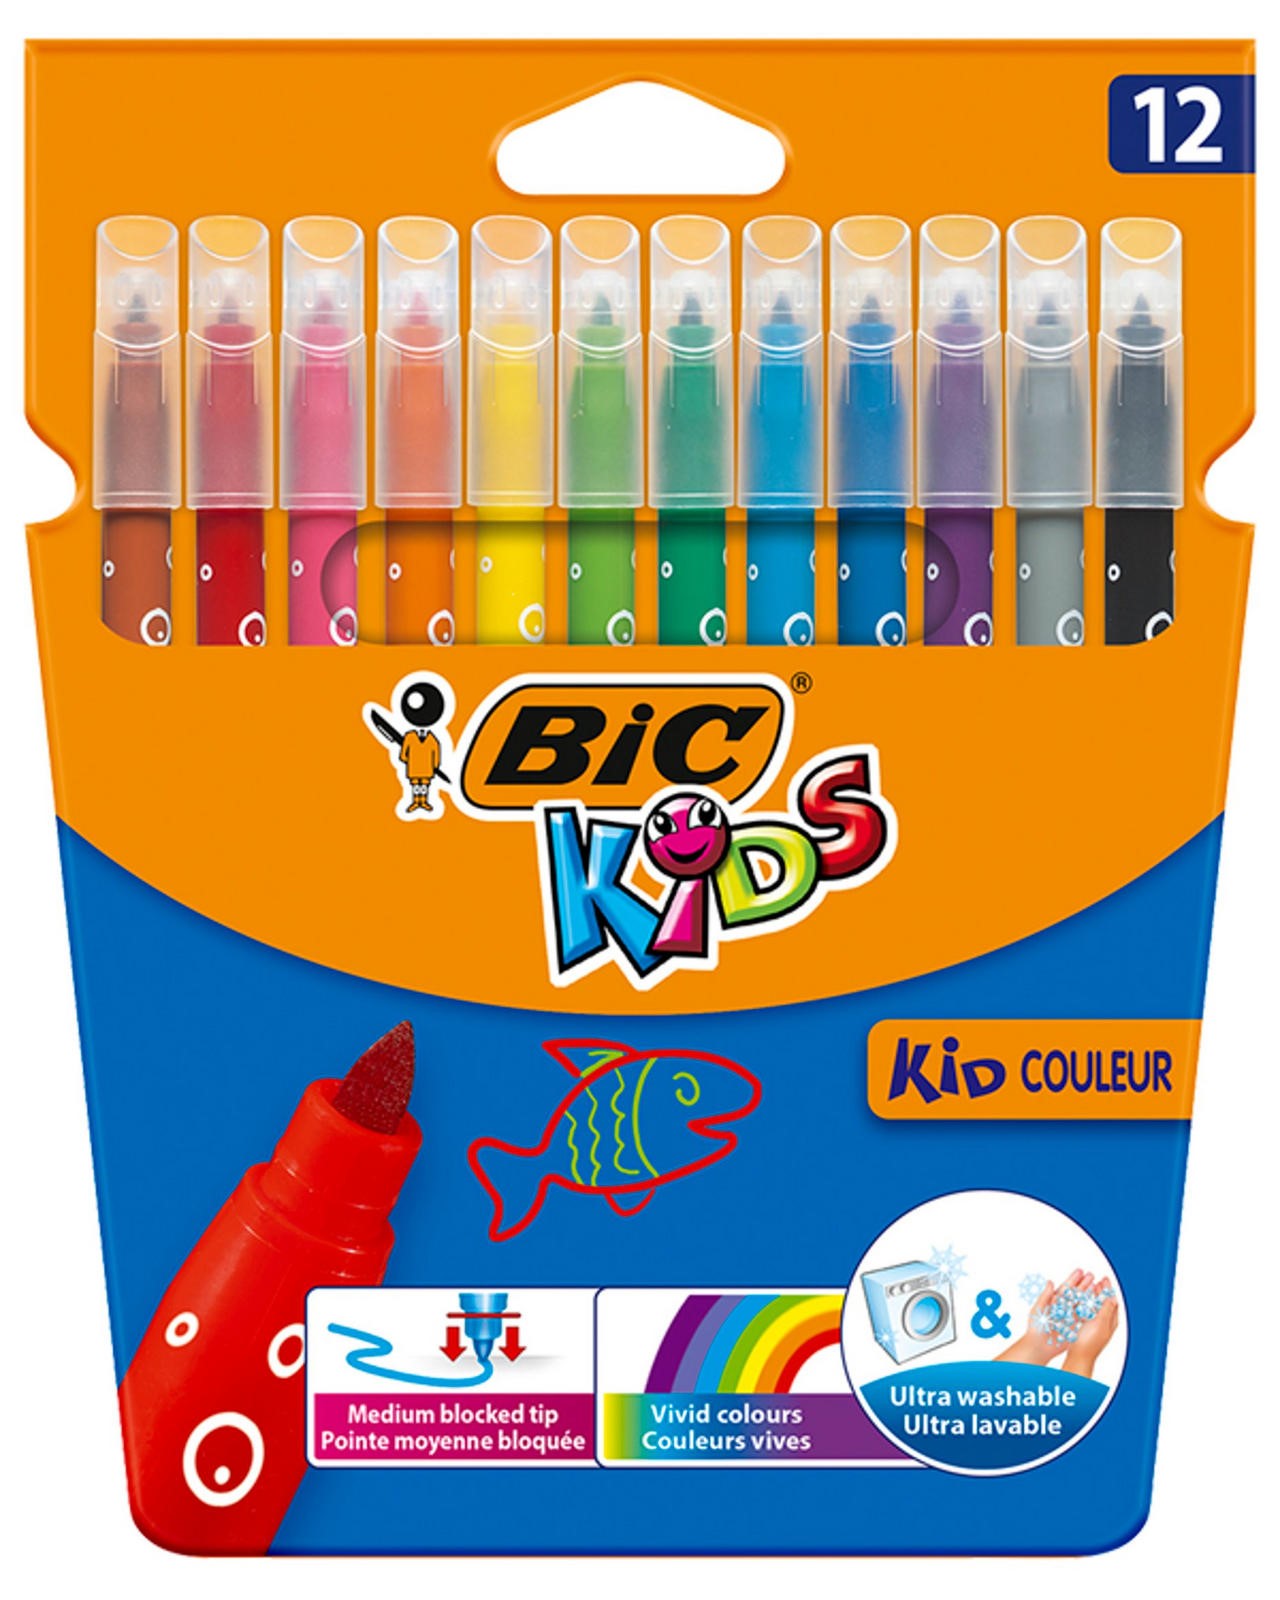 12
BiC®
KiDS
KiD COULEUR
Medium blocked tip
Pointe moyenne bloquée
Vivid colours
Couleurs vives
&
Ultra washable
Ultra lavable